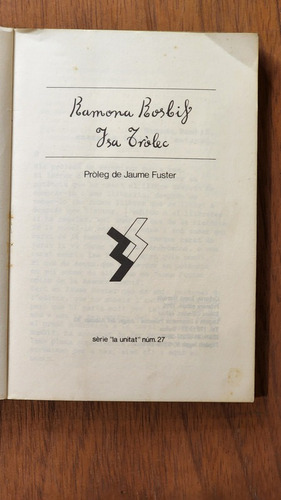 Ramona Rosbif
Isa Tròlec
Pròleg de Jaume Fuster
sèrie "la unitat" núm. 27